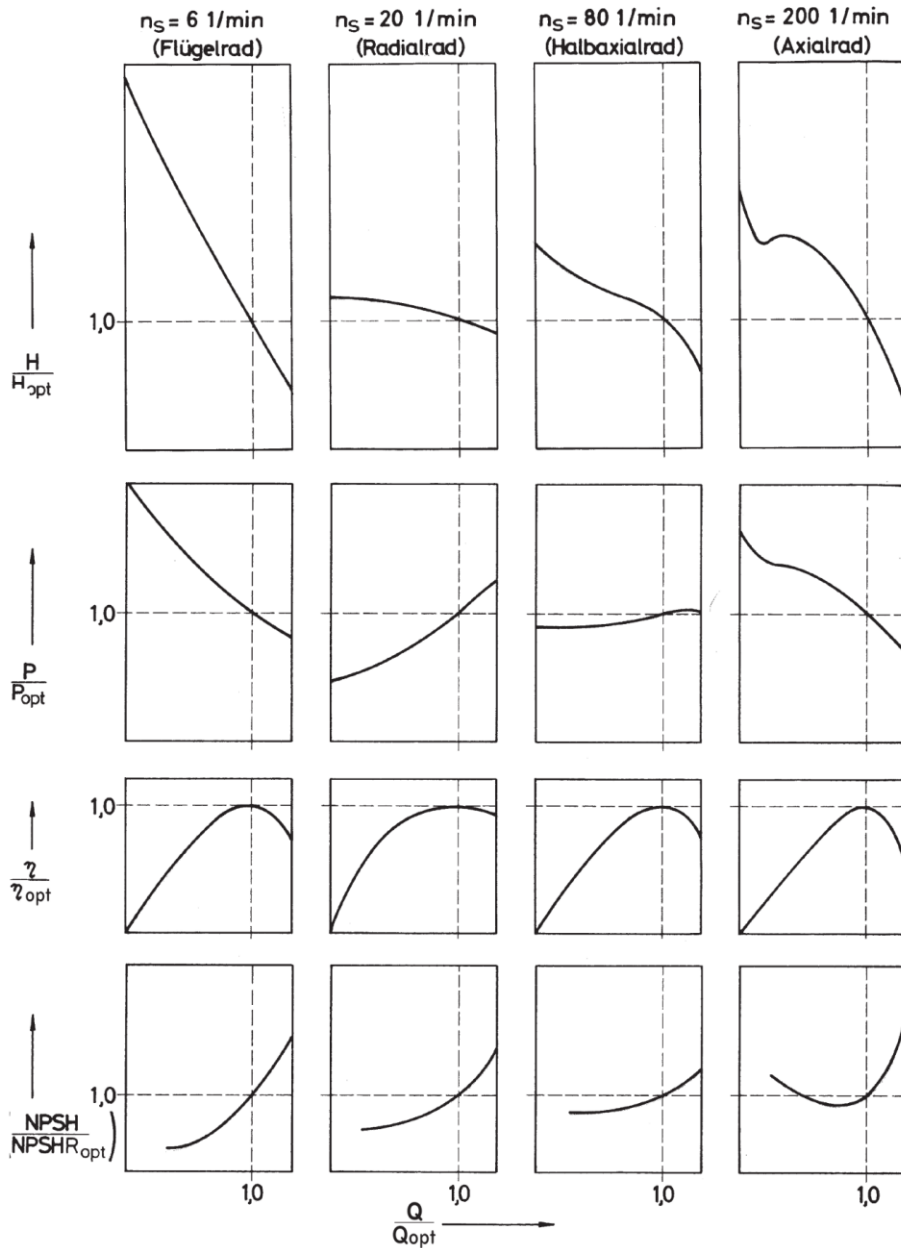 n_S = 6 1/min n_S = 20 1/min n_S = 80 1/min n_S = 200 1/min
(Flügelrad) (Radialrad) (Halbaxialrad) (Axialrad)
1,0
H
H_opt
1,0
P
P_opt
1,0
η
η_opt
1,0
NPSH
NPSHR_opt)
1,0 1,0 1,0 1,0
Q
Q_opt